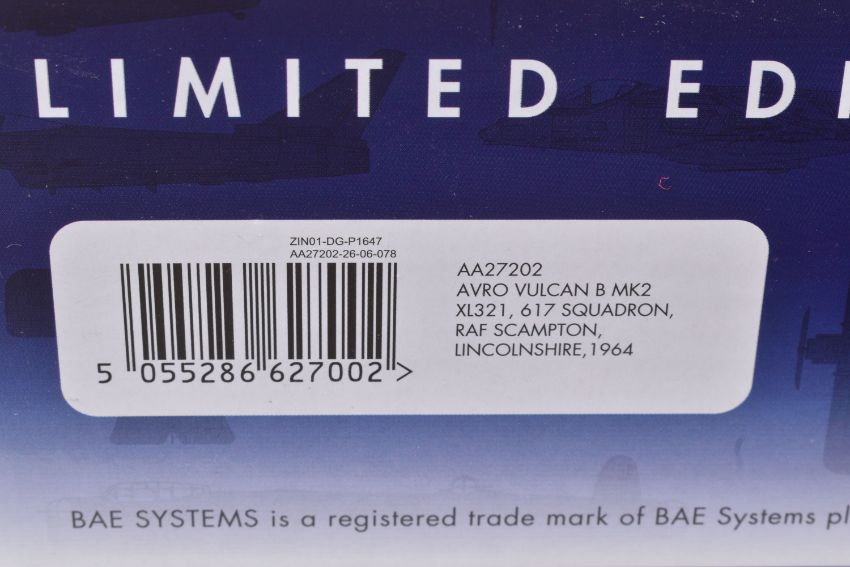 LIMITED EDI
ZIN01-DG-P1647
AA27202-26-06-078
5 055286 627002 >
AA27202
AVRO VULCAN B MK2
XL321, 617 SQUADRON,
RAF SCAMPTON,
LINCOLNSHIRE,1964
BAE SYSTEMS is a registered trade mark of BAE Systems pl